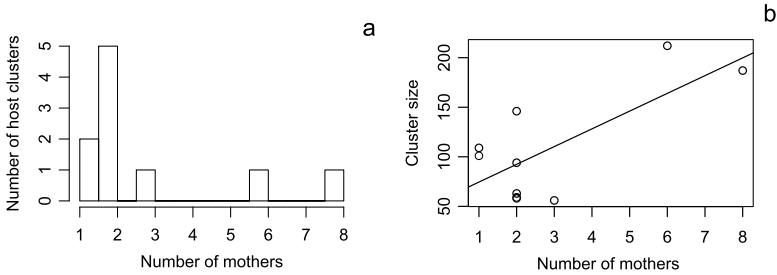 a
Number of host clusters
5
4
3
2
1
0
1 2 3 4 5 6 7 8
Number of mothers
b
Cluster size
200
150
100
50
1 2 3 4 5 6 7 8
Number of mothers